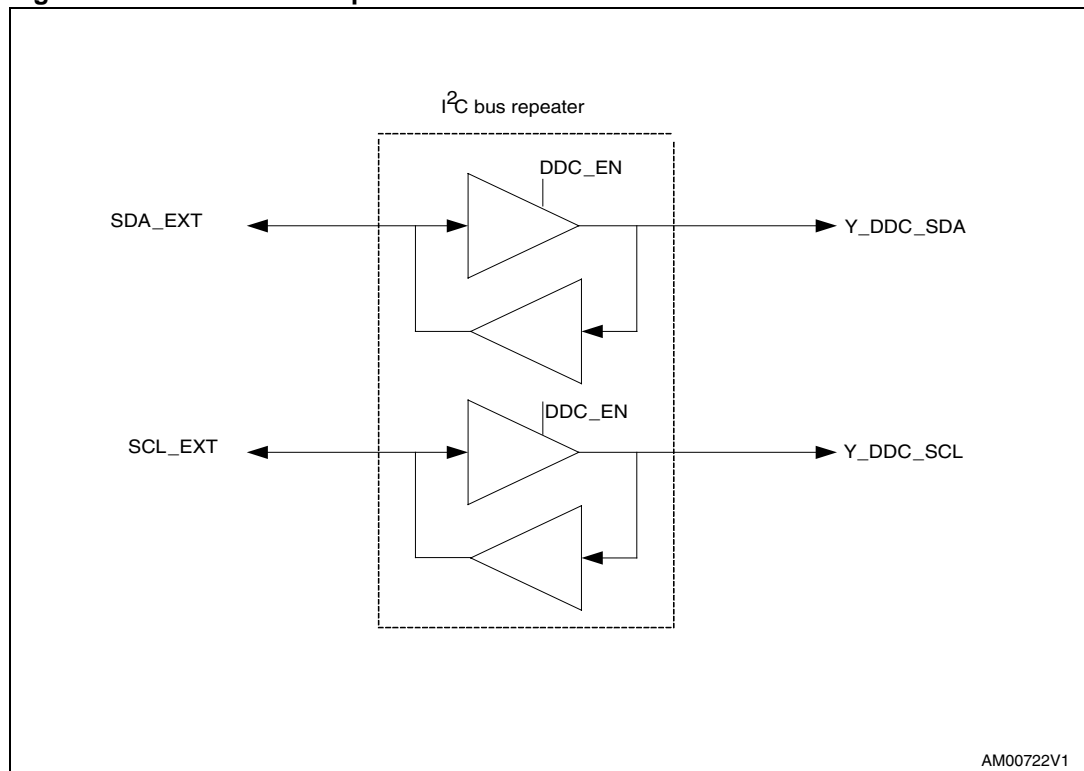 I²C bus repeater
DDC_EN
SDA_EXT
Y_DDC_SDA
DDC_EN
SCL_EXT
Y_DDC_SCL
AM00722V1